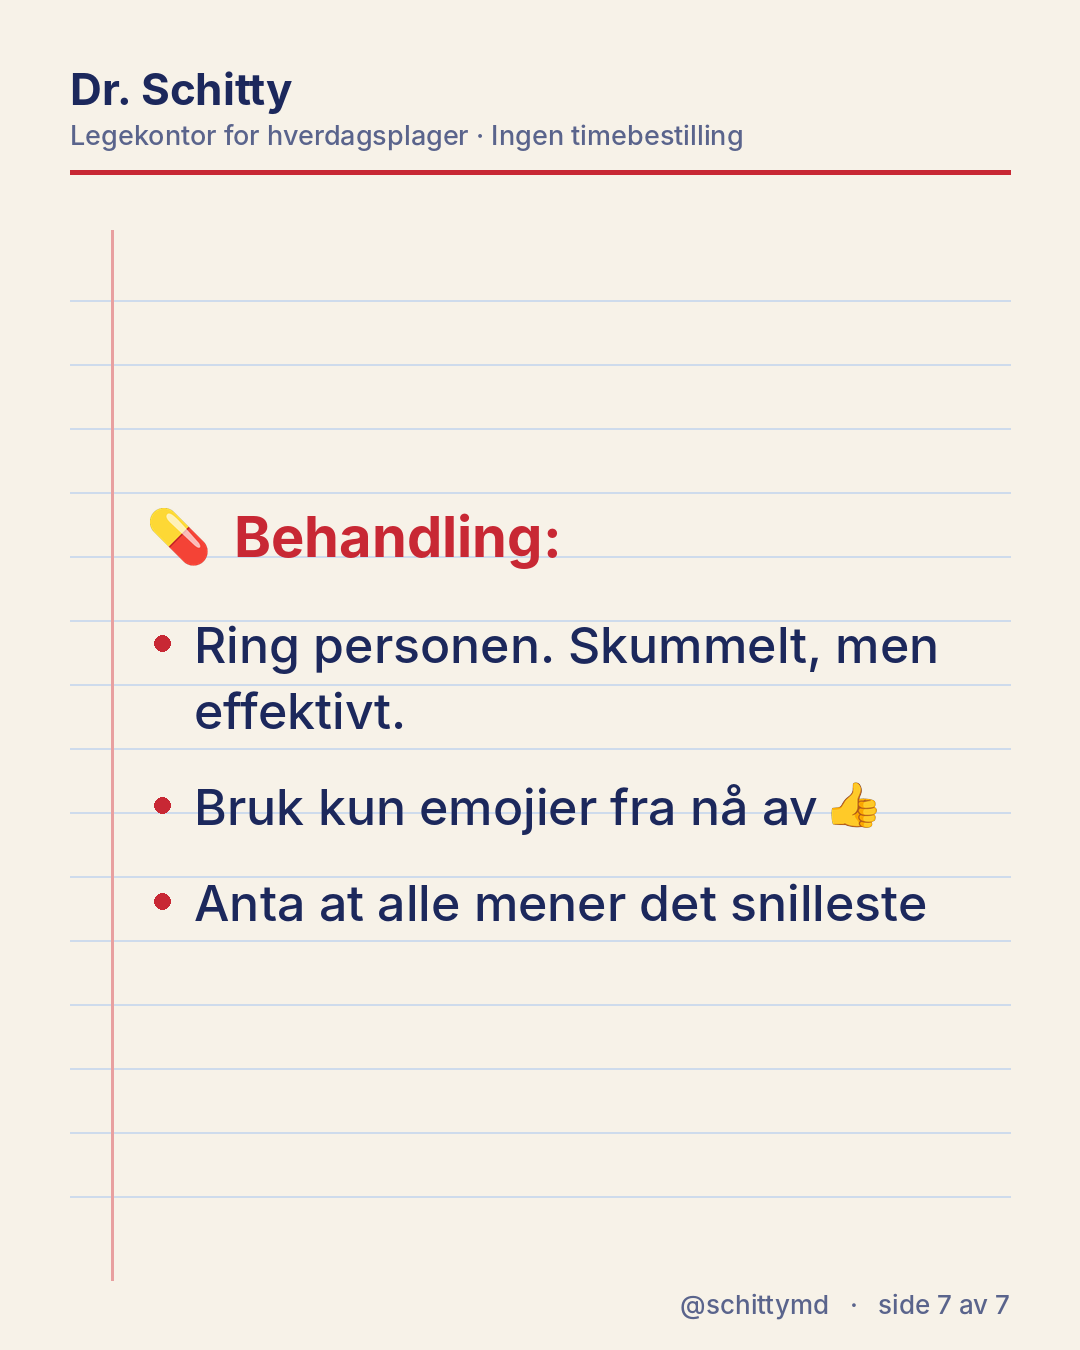 Dr. Schitty
Legekontor for hverdagsplager · Ingen timebestilling
💊 Behandling:
• Ring personen. Skummelt, men
effektivt.
• Bruk kun emojier fra nå av 👍
• Anta at alle mener det snilleste
@schittymd · side 7 av 7